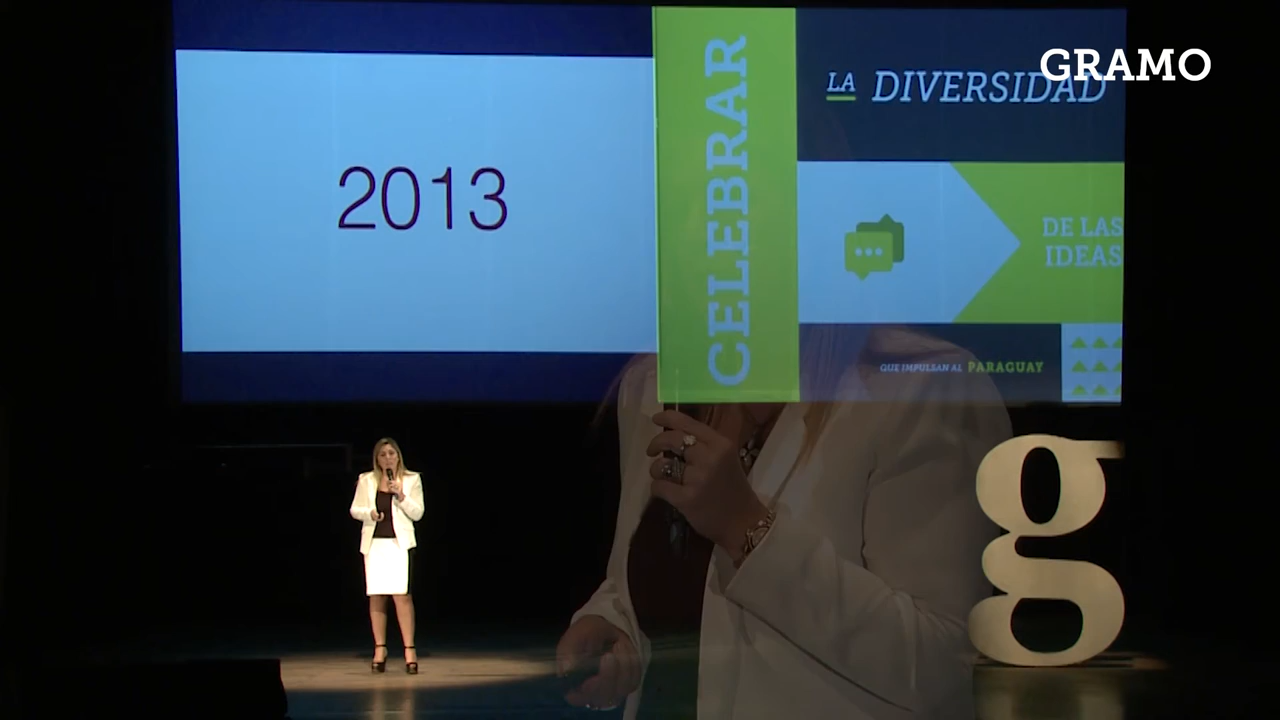 GRAMO
2013
CELEBRAR
LA DIVERSIDAD
DE LAS
IDEAS
QUE IMPULSAN AL PARAGUAY
g